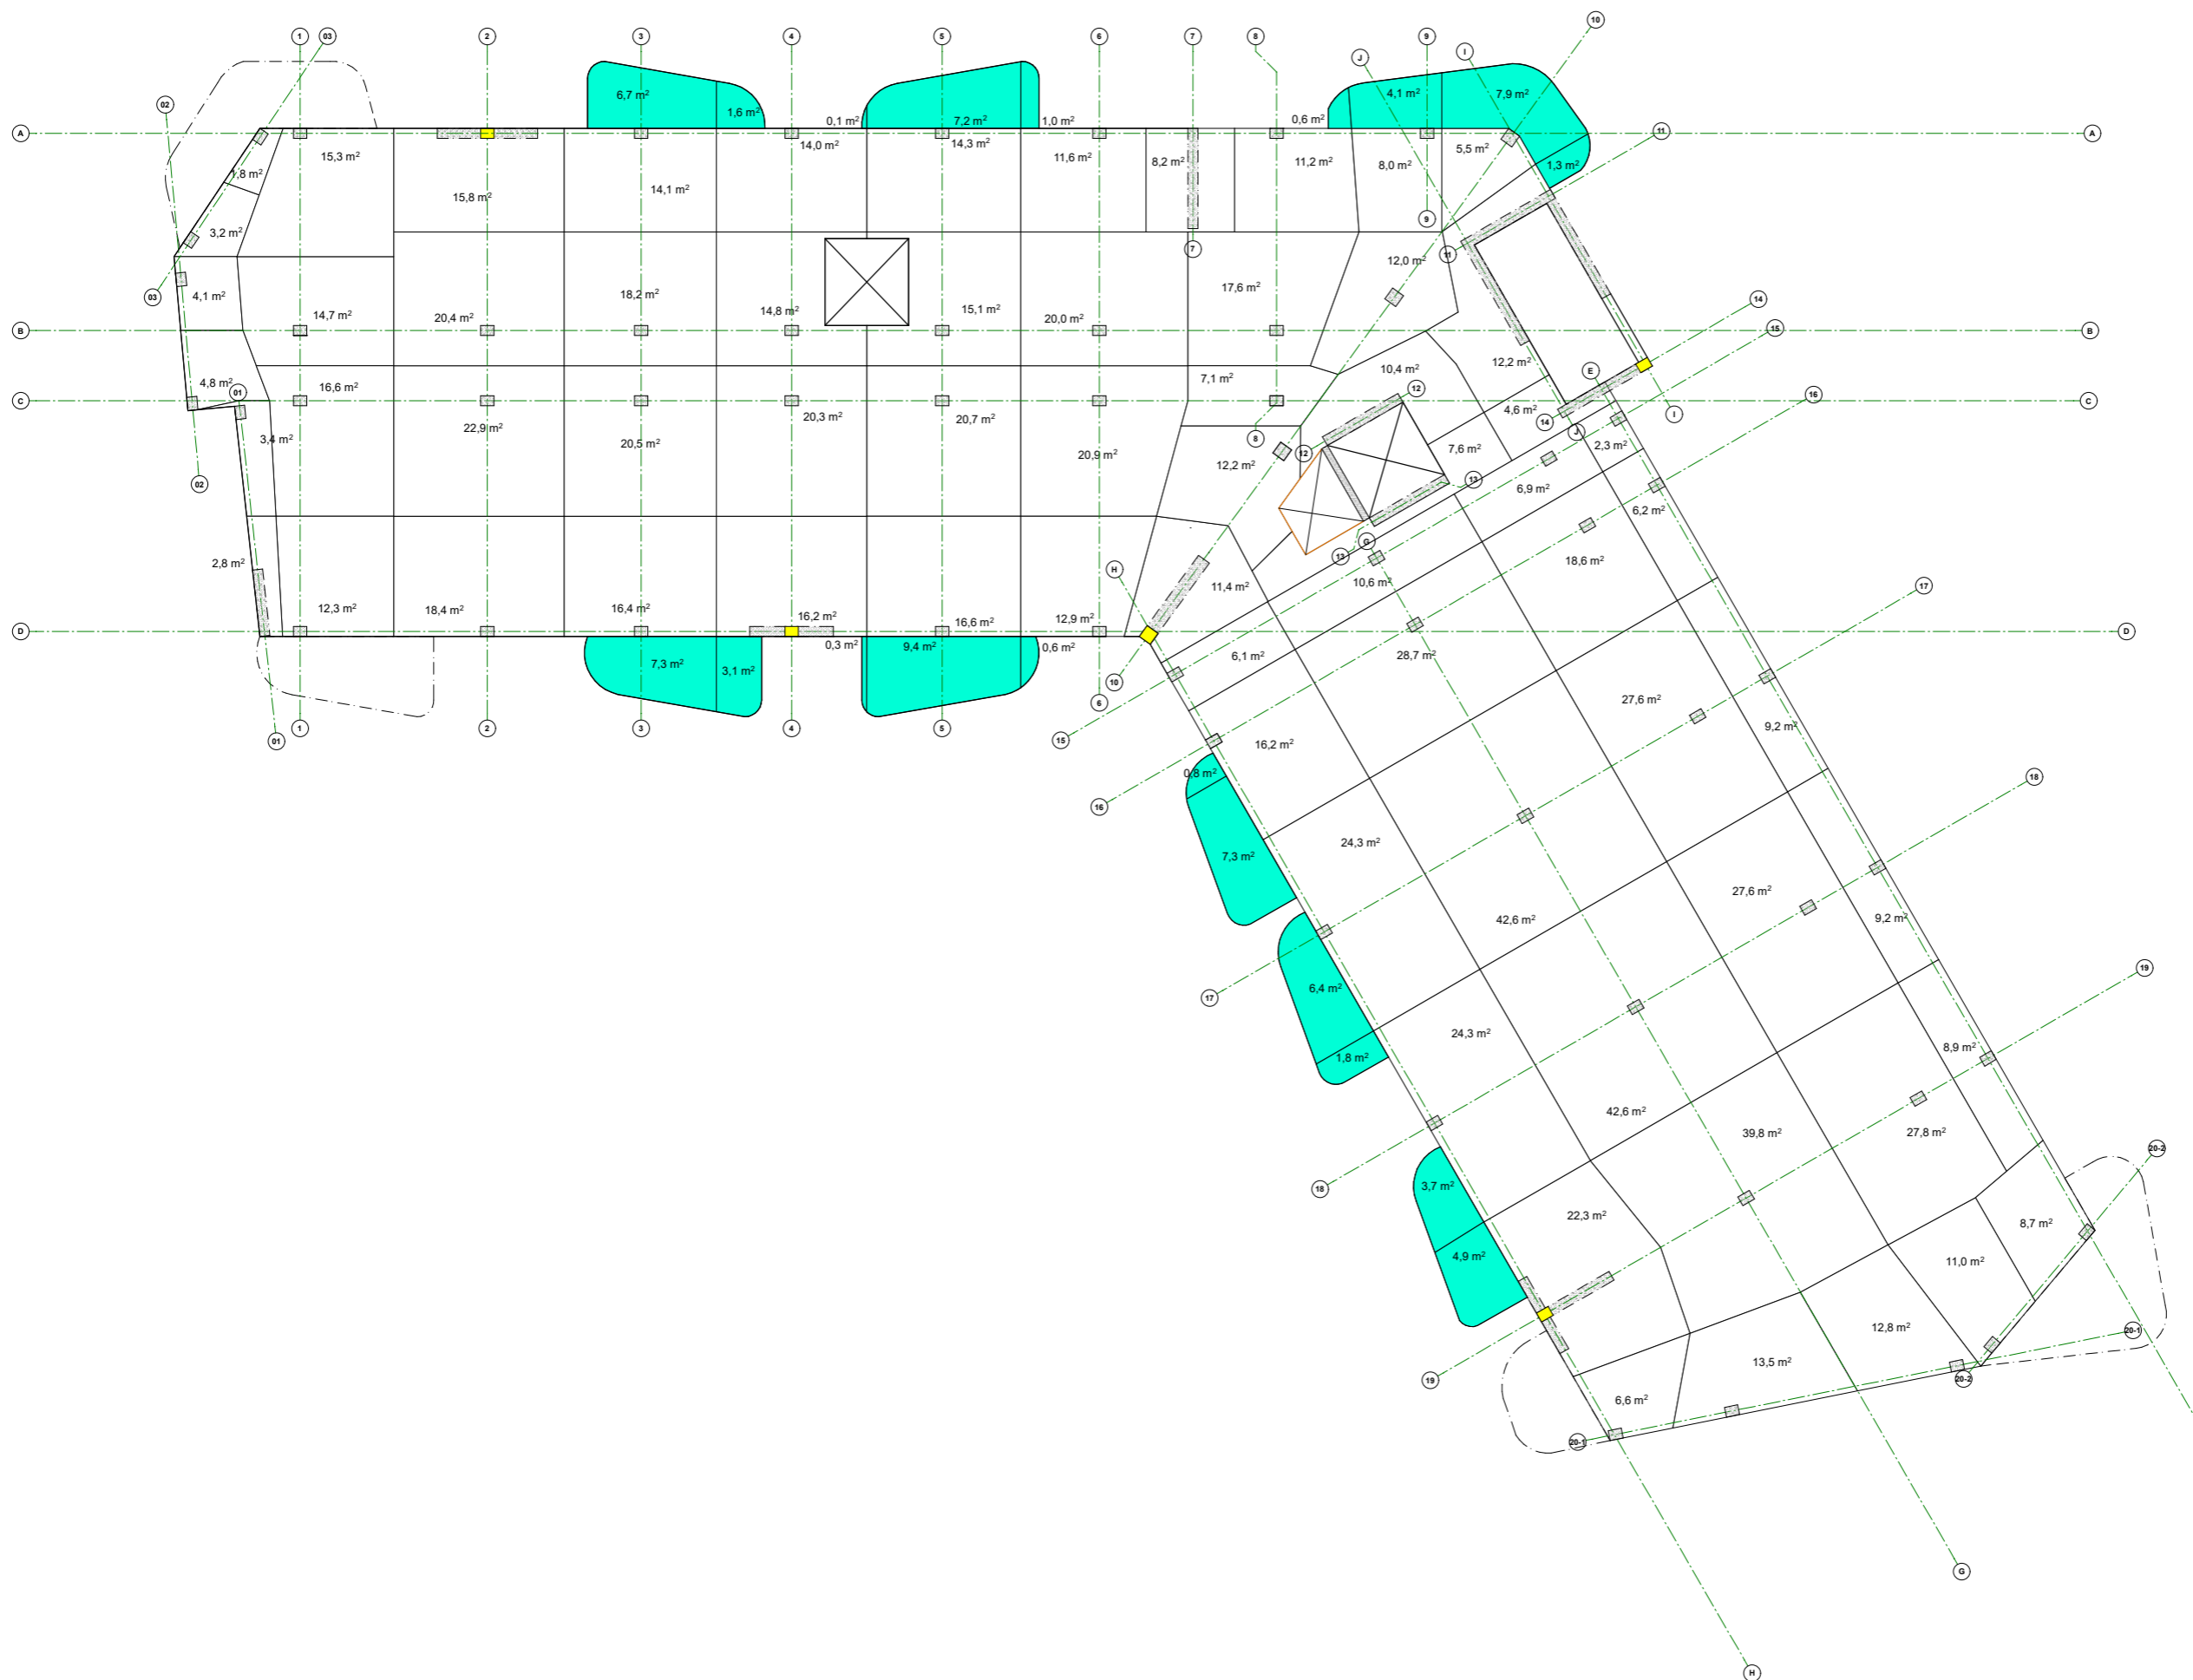 10
1
03
2
3
4
5
6
7
8
9
I
J
02
6,7 m²
1,6 m²
0,1 m²
7,2 m²
1,0 m²
0,6 m²
4,1 m²
7,9 m²
11
A
A
15,3 m²
15,8 m²
14,1 m²
14,0 m²
14,3 m²
11,6 m²
8,2 m²
11,2 m²
8,0 m²
5,5 m²
1,3 m²
1,8 m²
3,2 m²
9
7
11
12,0 m²
4,1 m²
03
14,7 m²
20,4 m²
18,2 m²
14,8 m²
15,1 m²
20,0 m²
17,6 m²
14
15
B
B
4,8 m²
01
16,6 m²
7,1 m²
10,4 m²
12,2 m²
E
16
C
C
12
4,6 m²
14
J
I
3,4 m²
22,9 m²
20,5 m²
20,3 m²
20,7 m²
20,9 m²
8
12
7,6 m²
2,3 m²
02
12,2 m²
13
6,9 m²
6,2 m²
2,8 m²
H
11,4 m²
13
G
10,6 m²
18,6 m²
17
12,3 m²
18,4 m²
16,4 m²
16,2 m²
16,6 m²
12,9 m²
D
D
7,3 m²
3,1 m²
0,3 m²
9,4 m²
0,6 m²
6,1 m²
28,7 m²
10
6
27,6 m²
9,2 m²
01
1
2
3
4
5
15
16,2 m²
0,8 m²
16
18
7,3 m²
24,3 m²
27,6 m²
42,6 m²
9,2 m²
17
6,4 m²
19
1,8 m²
24,3 m²
8,9 m²
42,6 m²
39,8 m²
27,8 m²
20-2
18
3,7 m²
22,3 m²
8,7 m²
4,9 m²
11,0 m²
12,8 m²
20-1
19
13,5 m²
20-2
6,6 m²
20-1
G
H